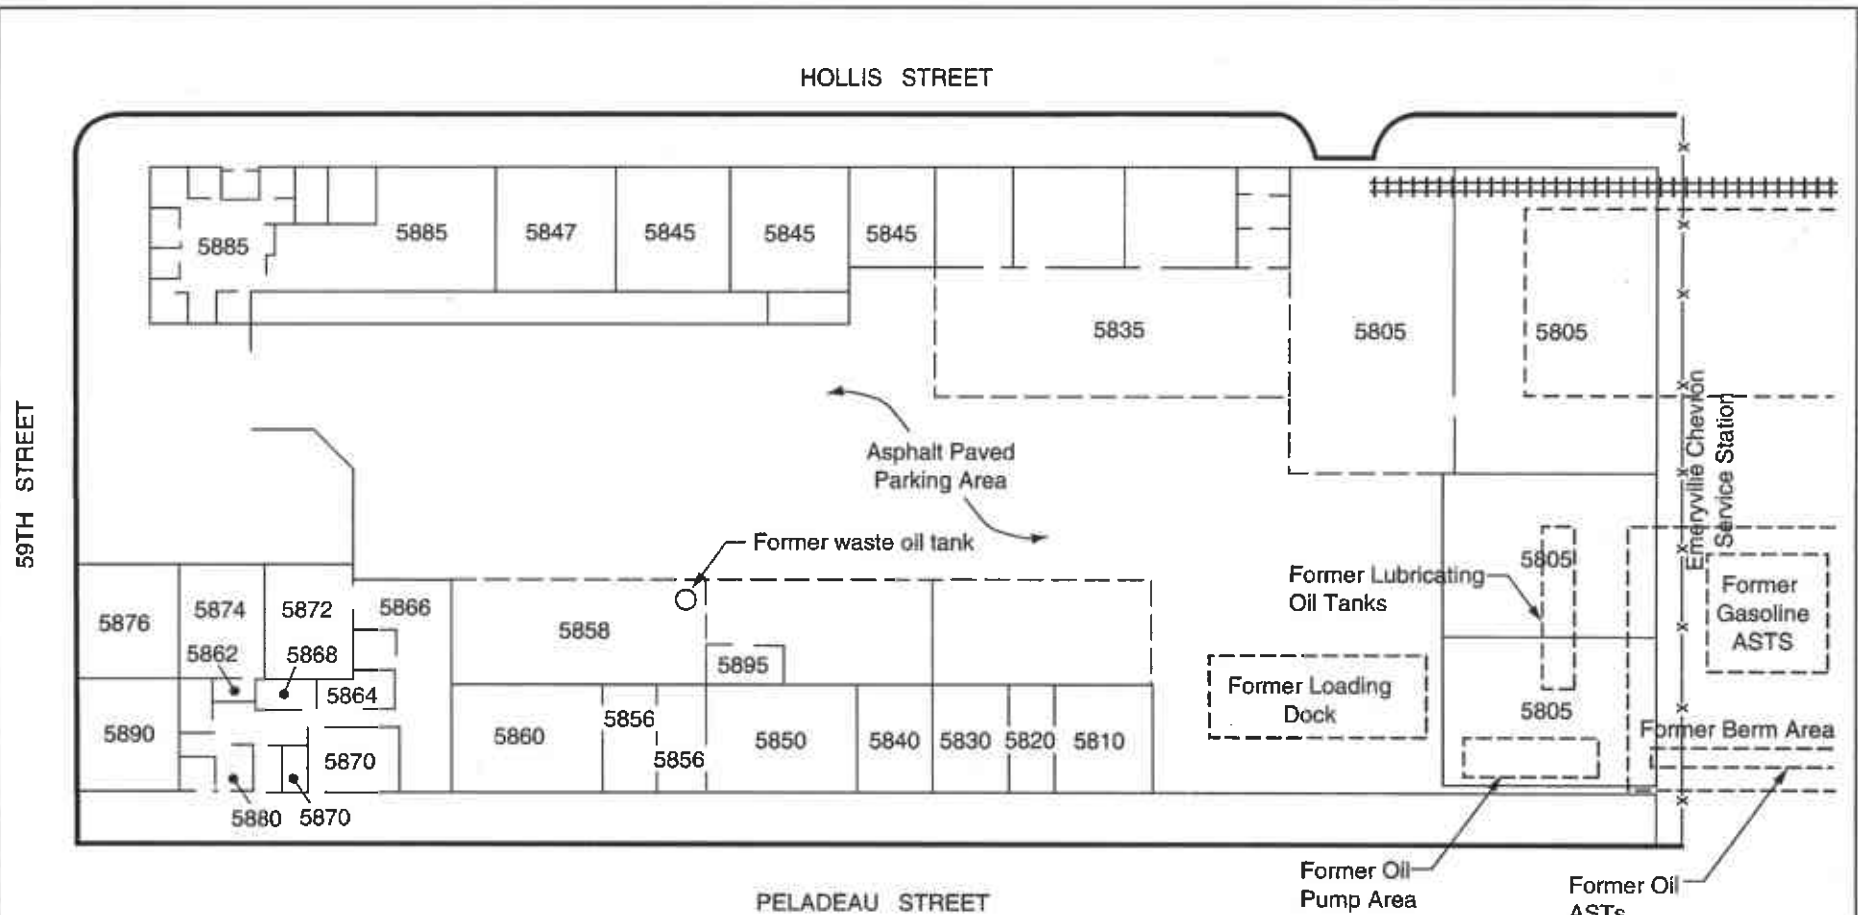 HOLLIS STREET
5885
5885
5847
5845
5845
5845
5835
5805
5805
59TH STREET
Asphalt Paved
Parking Area
Emeryville Chevron
Service Station
Former waste oil tank
5805
Former Lubricating
Oil Tanks
Former
Gasoline
ASTS
5876
5874
5872
5866
5858
5895
5862
5868
5864
Former Loading
Dock
5805
Former Berm Area
5890
5870
5860
5856
5856
5850
5840
5830
5820
5810
5880
5870
Former Oil
Pump Area
Former Oil
ASTs
PELADEAU STREET